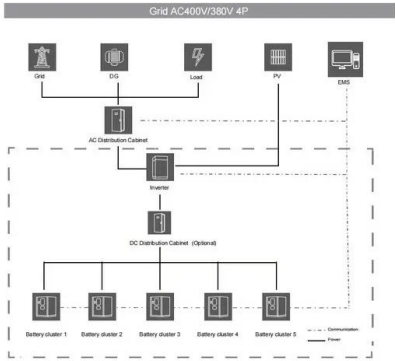 Grid AC400V/380V 4P
Grid
DG
Load
PV
EMS
AC Distribution Cabinet
Inverter
DC Distribution Cabinet (Optional)
Battery cluster 1
Battery cluster 2
Battery cluster 3
Battery cluster 4
Battery cluster 5
Communication
Power